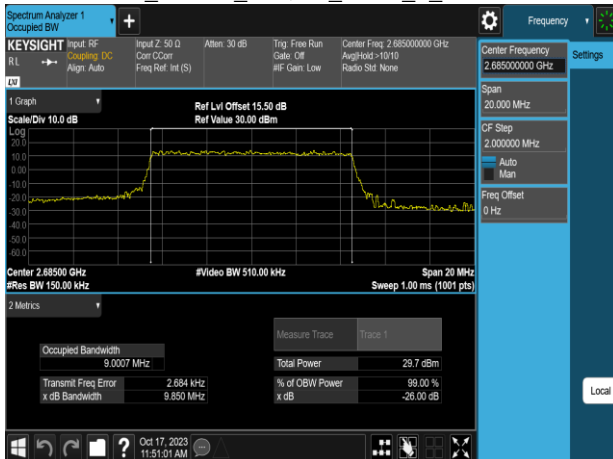 Spectrum Analyzer 1
Occupied BW
Frequency
KEYSIGHT
RL
LXI
Input: RF
Coupling: DC
Align: Auto
Input Z: 50 Ω
Corr CCorr
Freq Ref: Int (S)
Atten: 30 dB
Trig: Free Run
Gate: Off
#IF Gain: Low
Center Freq: 2.685000000 GHz
Avg|Hold:>10/10
Radio Std: None
Center Frequency
2.685000000 GHz
Settings
Span
20.000 MHz
CF Step
2.000000 MHz
Auto
Man
Freq Offset
0 Hz
Local
1 Graph
Scale/Div 10.0 dB
Ref Lvl Offset 15.50 dB
Ref Value 30.00 dBm
Log
20.0
10.0
0.00
-10.0
-20.0
-30.0
-40.0
-50.0
-60.0
Center 2.68500 GHz
#Res BW 150.00 kHz
#Video BW 510.00 kHz
Span 20 MHz
Sweep 1.00 ms (1001 pts)
2 Metrics
Measure Trace
Trace 1
Occupied Bandwidth
9.0007 MHz
Total Power
29.7 dBm
Transmit Freq Error
2.684 kHz
% of OBW Power
99.00 %
x dB Bandwidth
9.850 MHz
x dB
-26.00 dB
?
Oct 17, 2023
11:51:01 AM